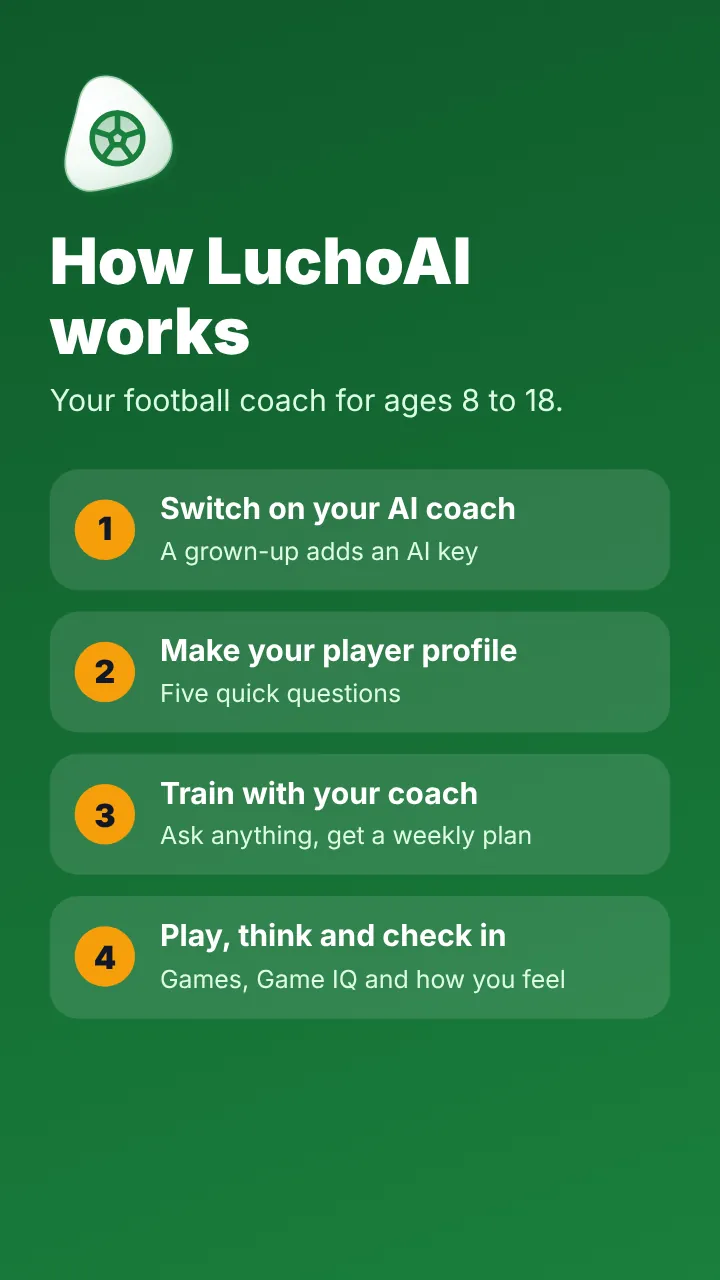 How LuchoAI
works
Your football coach for ages 8 to 18.
1
Switch on your AI coach
A grown-up adds an AI key
2
Make your player profile
Five quick questions
3
Train with your coach
Ask anything, get a weekly plan
4
Play, think and check in
Games, Game IQ and how you feel